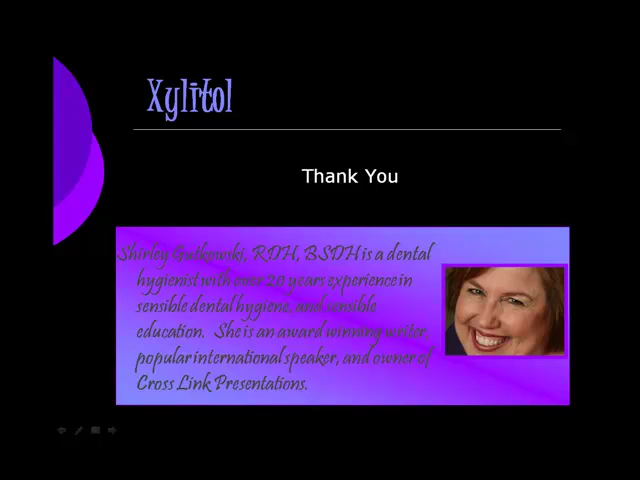 Xylitol
Thank You
Shirley Gutkowski, RDH, BSDH is a dental
hygienist with over 20 years experience in
sensible dental hygiene, and sensible
education. She is an award winning writer,
popular international speaker, and owner of
Cross Link Presentations.